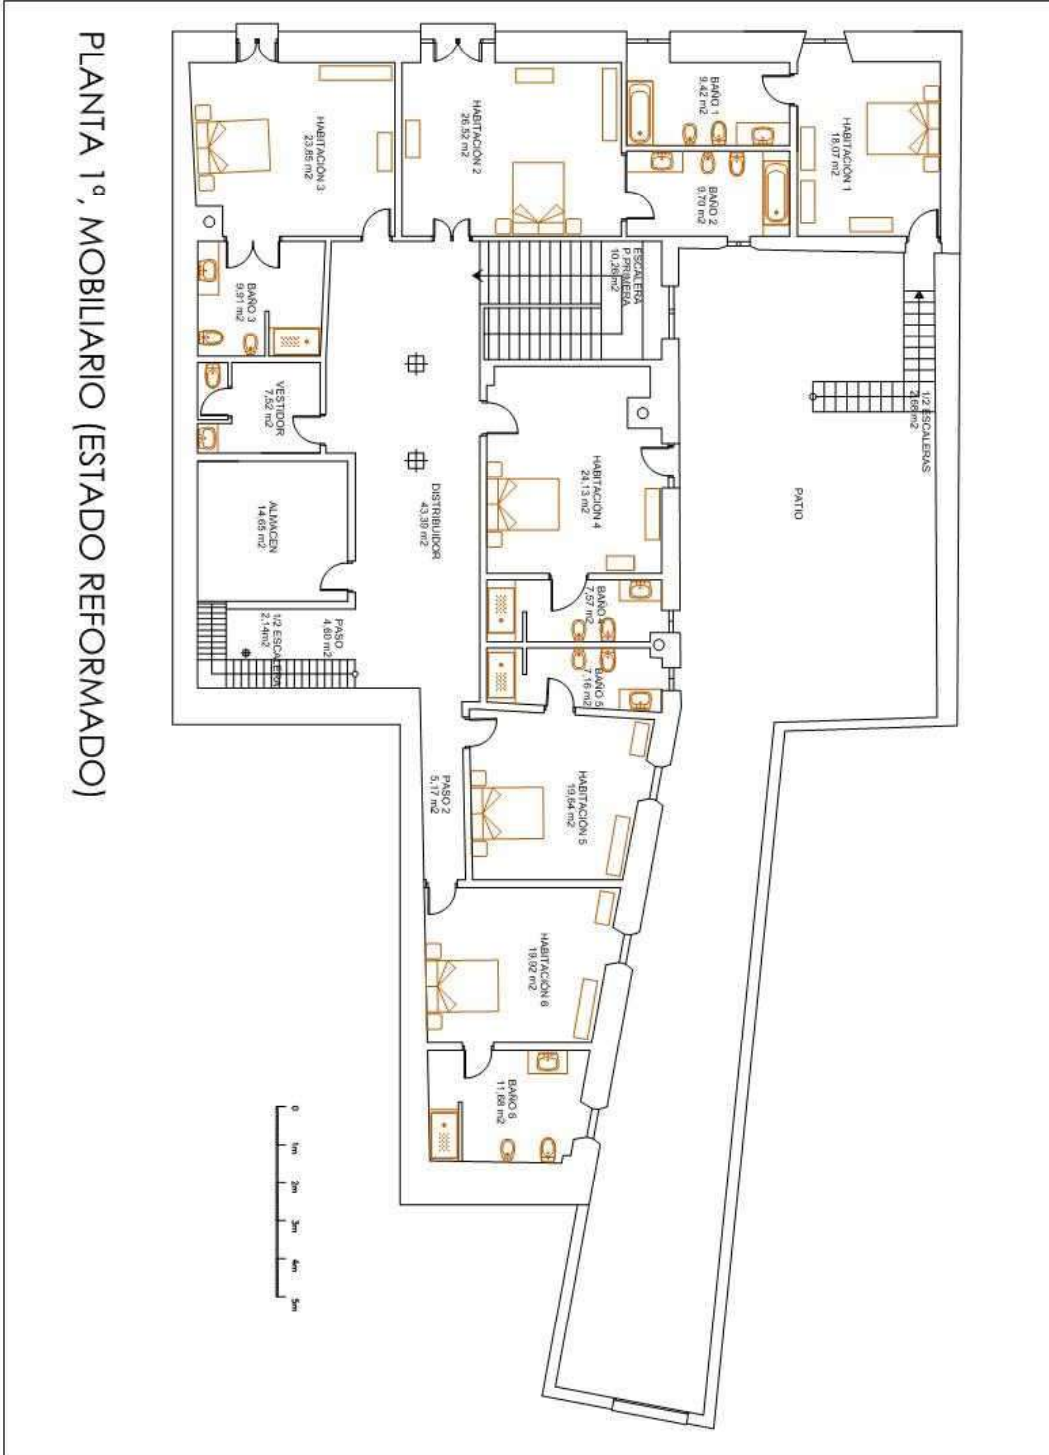 PLANTA 1ª, MOBILIARIO (ESTADO REFORMADO)
HABITACIÓN 1
18,07 m2
BAÑO 1
9,42 m2
BAÑO 2
9,70 m2
HABITACIÓN 2
26,52 m2
HABITACIÓN 3
23,85 m2
ESCALERA
P.PRIMERA
10,26 m2
BAÑO 3
9,91 m2
VESTIDOR
7,52 m2
1/2 ESCALERAS
2,68 m2
PATIO
HABITACIÓN 4
24,13 m2
DISTRIBUIDOR
43,39 m2
ALMACEN
14,65 m2
BAÑO 4
7,57 m2
PASO
4,60 m2
1/2 ESCALERA
2,14m2
BAÑO 5
7,16 m2
HABITACIÓN 5
19,64 m2
PASO 2
5,17 m2
HABITACIÓN 6
19,92 m2
BAÑO 6
11,68 m2
0
1m
2m
3m
4m
5m